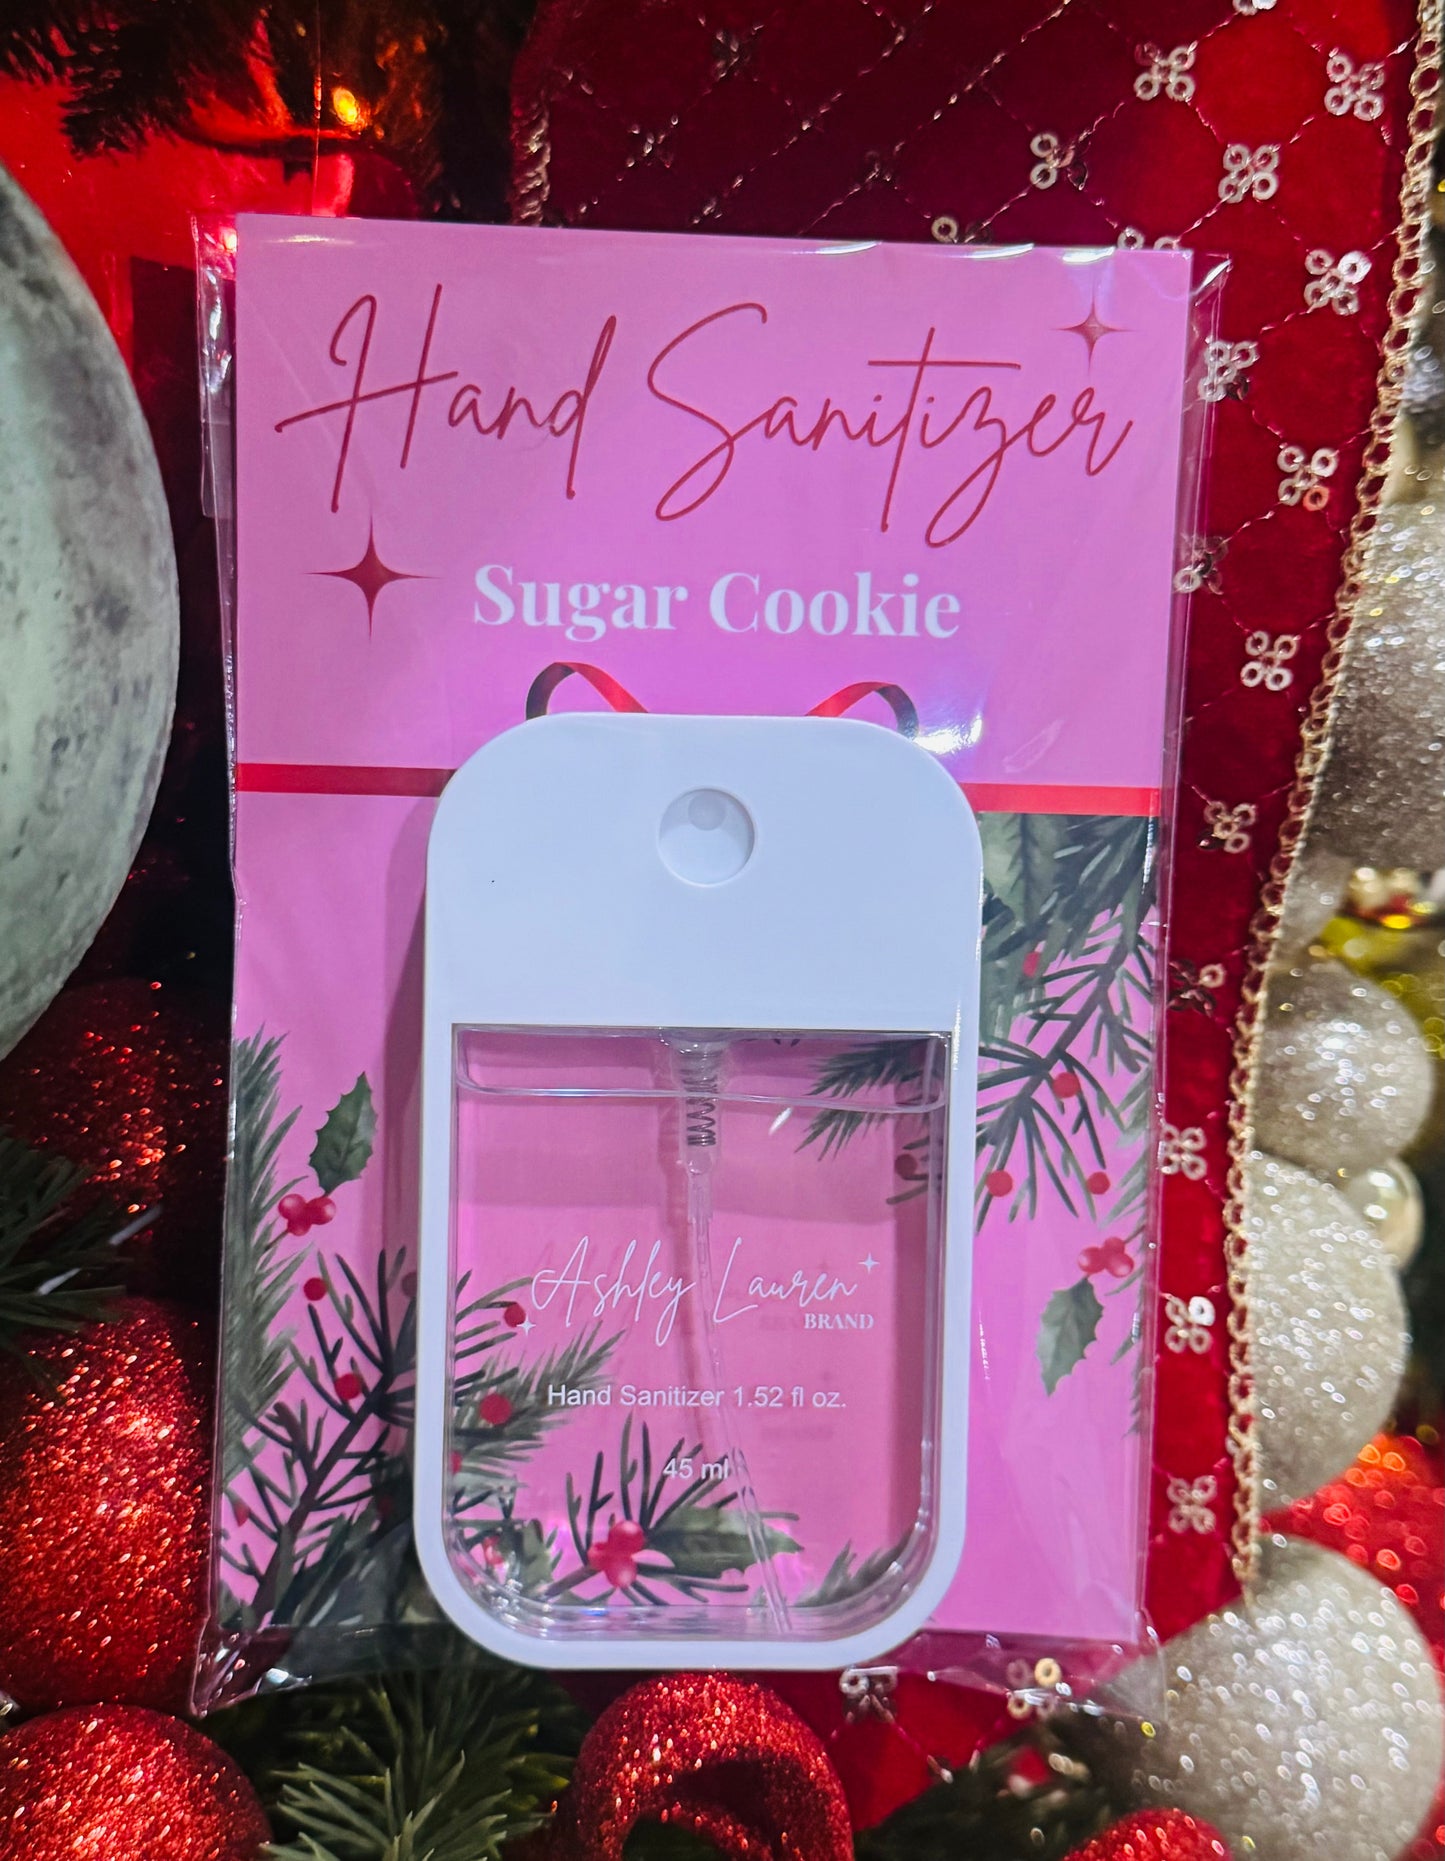 Hand Sanitizer
Sugar Cookie
Ashley Lauren
BRAND
Hand Sanitizer 1.52 fl oz.
45 ml